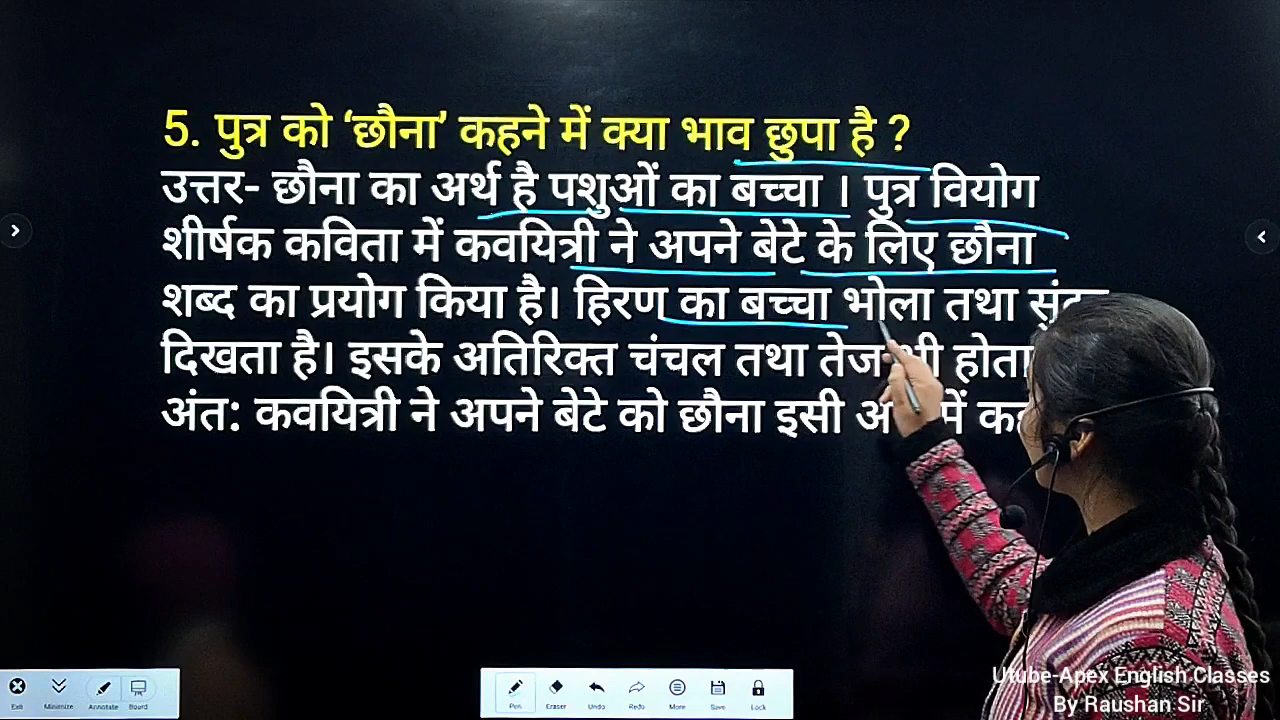 5. पुत्र को ‘छौना’ कहने में क्या भाव छुपा है ?
उत्तर- छौना का अर्थ है पशुओं का बच्चा । पुत्र वियोग
शीर्षक कविता में कवयित्री ने अपने बेटे के लिए छौना
शब्द का प्रयोग किया है। हिरण का बच्चा भोला तथा
दिखता है। इसके अतिरिक्त चंचल तथा तेज भी होता
अंत: कवयित्री ने अपने बेटे को छौना इसी में
Exit Minimize Annotate Board
Pen Eraser Undo Redo More Save Lock
Utube-Apex English Classes
By Raushan Sir